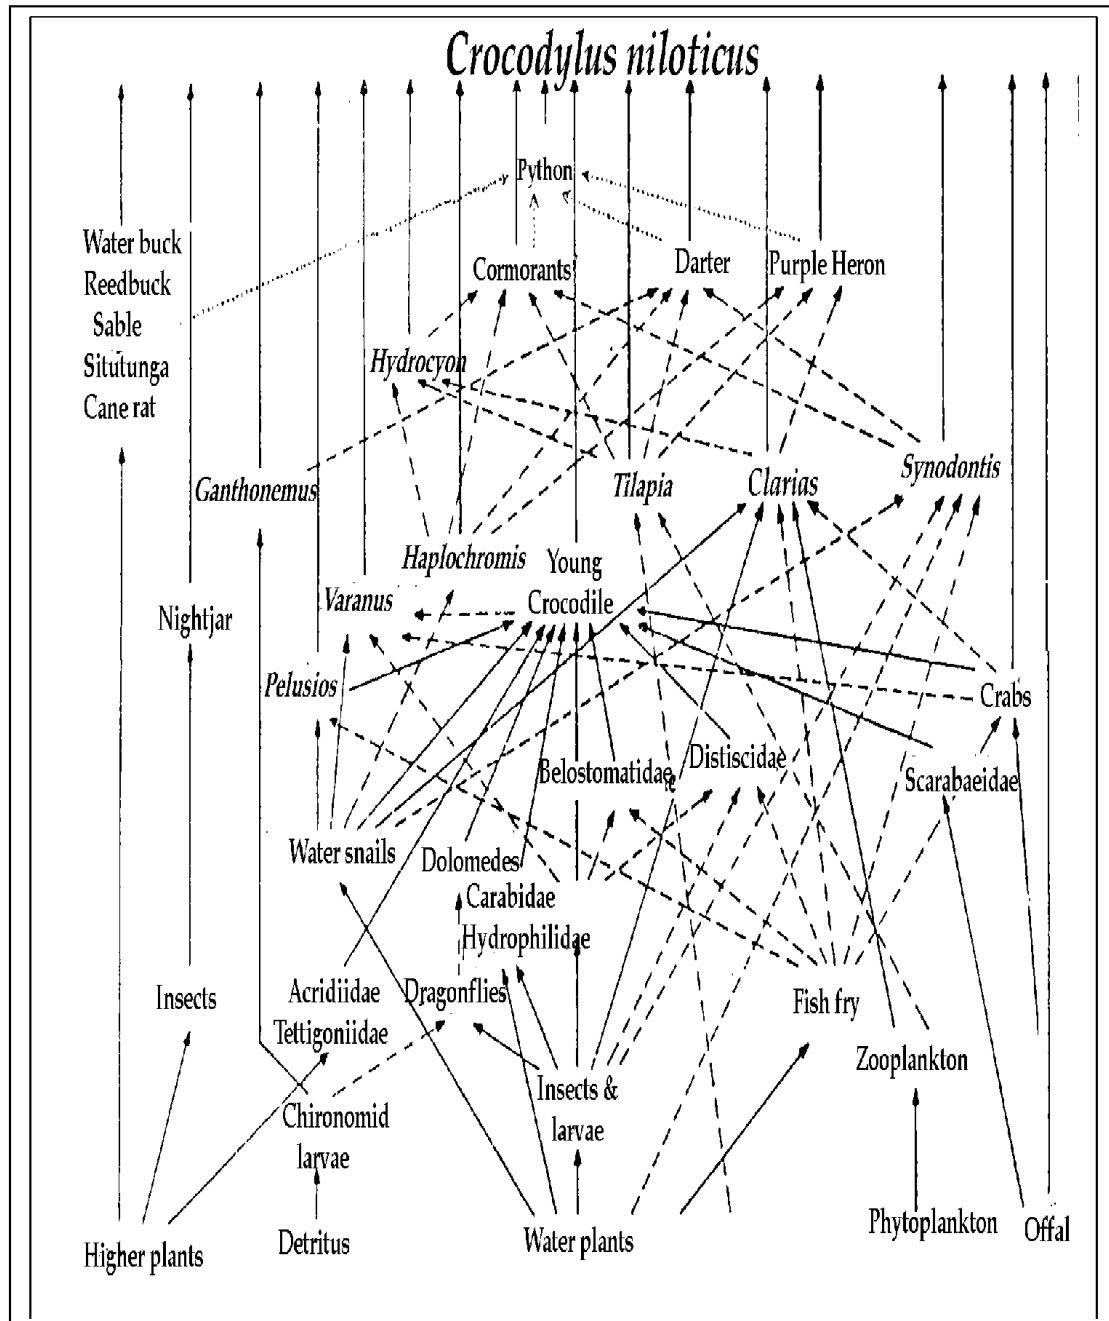 Crocodylus niloticus
Python
Water buck
Reedbuck
Sable
Situtunga
Cane rat
Cormorants
Darter
Purple Heron
Hydrocyon
Ganthonemus
Tilapia
Clarias
Synodontis
Haplochromis
Young
Crocodile
Varanus
Nightjar
Pelusios
Crabs
Belostomatidae
Distiscidae
Scarabaeidae
Water snails
Dolomedes
Carabidae
Hydrophilidae
Insects
Acridiidae
Tettigoniidae
Dragonflies
Fish fry
Zooplankton
Chironomid
larvae
Insects &
larvae
Higher plants
Detritus
Water plants
Phytoplankton
Offal